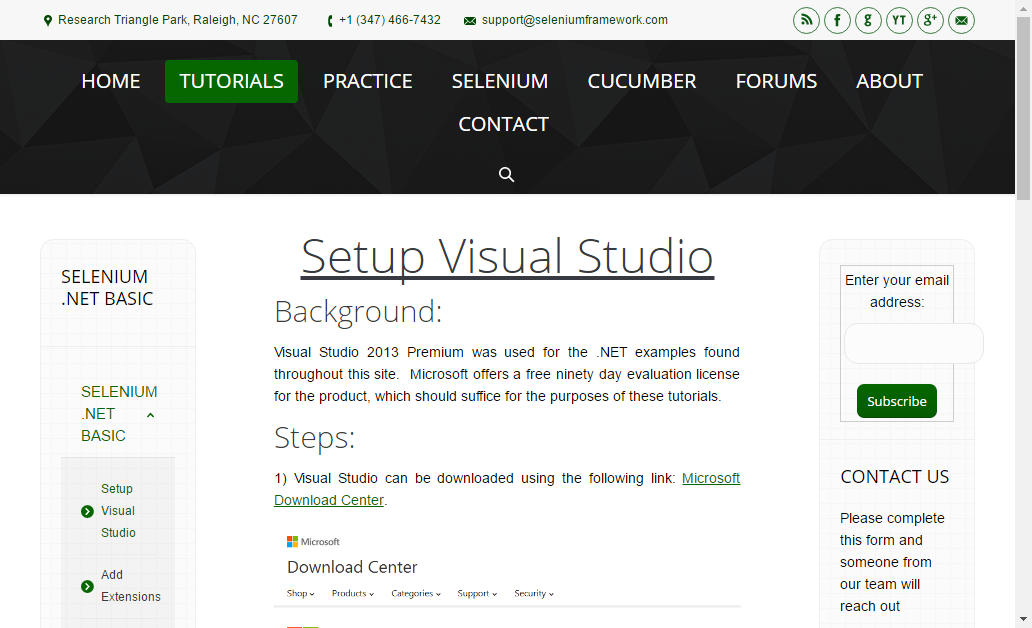 Research Triangle Park, Raleigh, NC 27607 +1 (347) 466-7432 support@seleniumframework.com
f g YT g+
HOME TUTORIALS PRACTICE SELENIUM CUCUMBER FORUMS ABOUT
CONTACT
SELENIUM
.NET BASIC
SELENIUM
.NET
BASIC
Setup
Visual
Studio
Add
Extensions
Setup Visual Studio
Background:
Visual Studio 2013 Premium was used for the .NET examples found
throughout this site. Microsoft offers a free ninety day evaluation license
for the product, which should suffice for the purposes of these tutorials.
Steps:
1) Visual Studio can be downloaded using the following link: Microsoft
Download Center.
Microsoft
Download Center
Shop Products Categories Support Security
Enter your email
address:
Subscribe
CONTACT US
Please complete
this form and
someone from
our team will
reach out